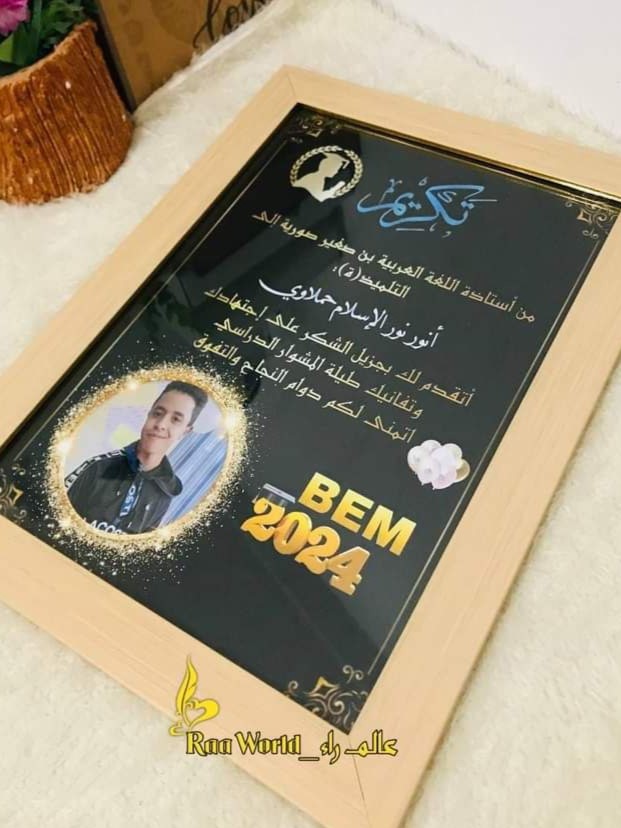 تكريم
من أستاذة اللغة العربية بن صغير صورية إلى
التلميذ(ة):
أنور نور الإسلام حملاوي
أتقدم لك بجزيل الشكر على إجتهادك
وتفانيك طيلة المشوار الدراسي
أتمنى لكم دوام النجاح والتفوق
BEM
2024
Raa World_عالم راء